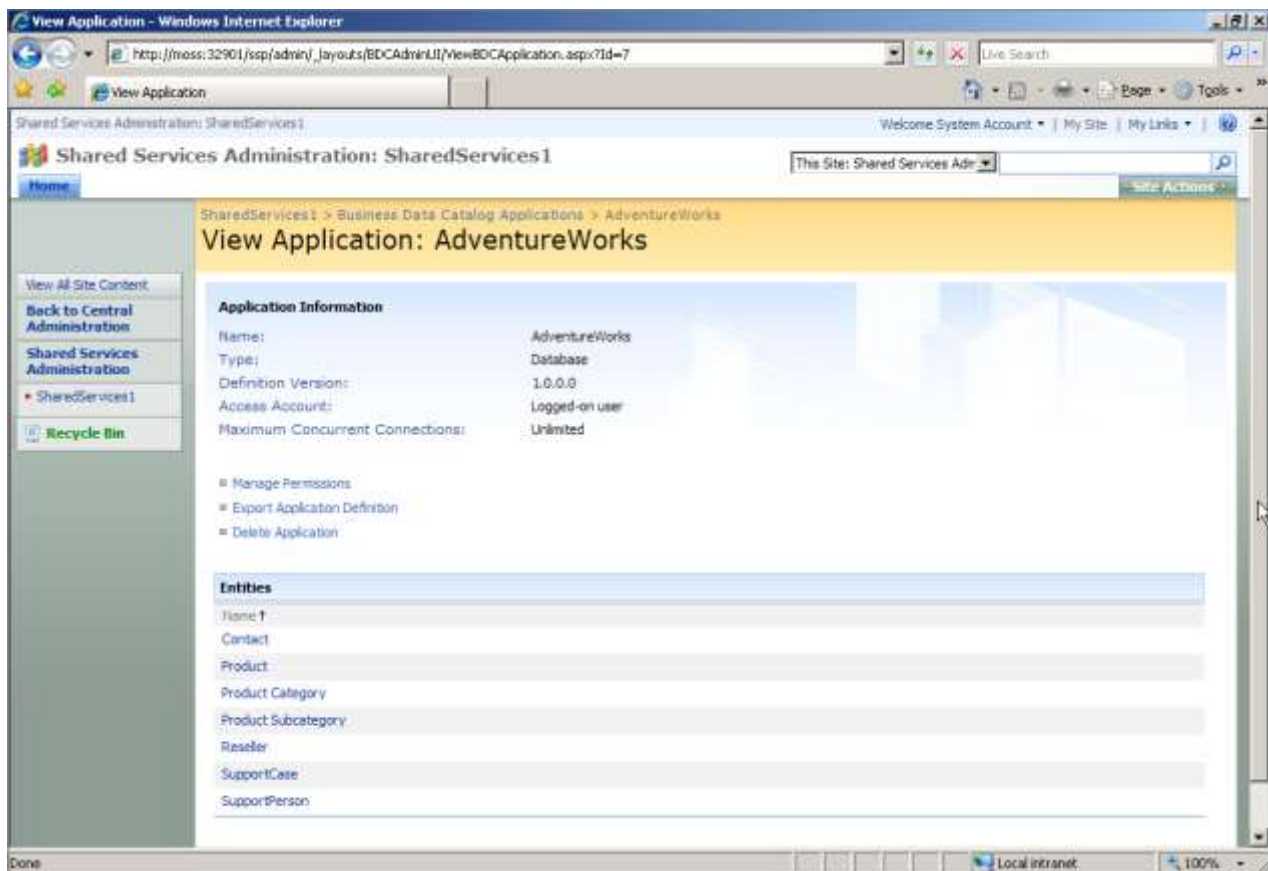 View Application - Windows Internet Explorer
http://moss:32901/ssp/admin/_layouts/BDCAdminUI/ViewBDCApplication.aspx?Id=7
Live Search
View Application
Page
Tools
Shared Services Administration: SharedServices1
Welcome System Account | My Site | My Links |
Shared Services Administration: SharedServices1
This Site: Shared Services Adm
Home
Site Actions
SharedServices1 > Business Data Catalog Applications > AdventureWorks
View Application: AdventureWorks
View All Site Content
Back to Central
Administration
Shared Services
Administration
SharedServices1
Recycle Bin
Application Information
Name: AdventureWorks
Type: Database
Definition Version: 1.0.0.0
Access Account: Logged-on user
Maximum Concurrent Connections: Unlimited
Manage Permissions
Export Application Definition
Delete Application
Entities
Name
Contact
Product
Product Category
Product Subcategory
Reseller
SupportCase
SupportPerson
Done
Local intranet
100%